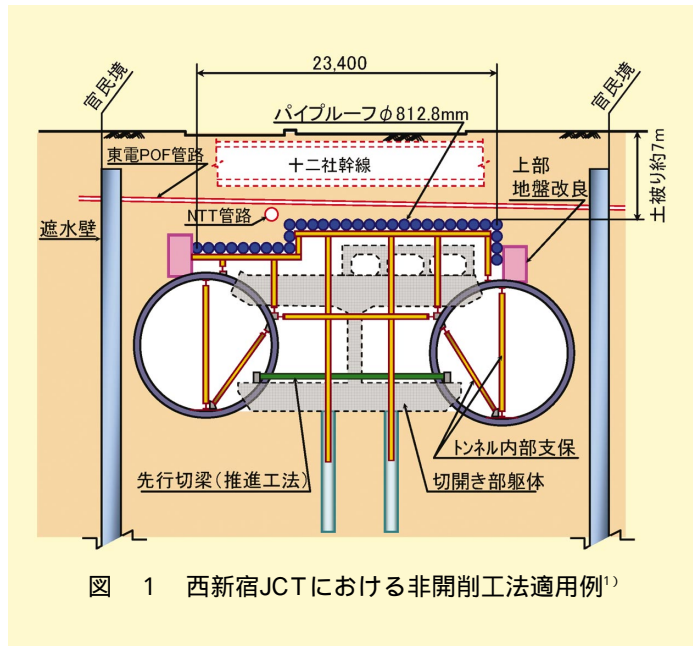 官民境
23,400
官民境
パイプルーフφ812.8mm
東電POF管路
十二社幹線
上部
地盤改良
土被り約7m
NTT管路
遮水壁
トンネル内部支保
先行切梁(推進工法)
切開き部躯体
図 1 西新宿JCTにおける非開削工法適用例1)